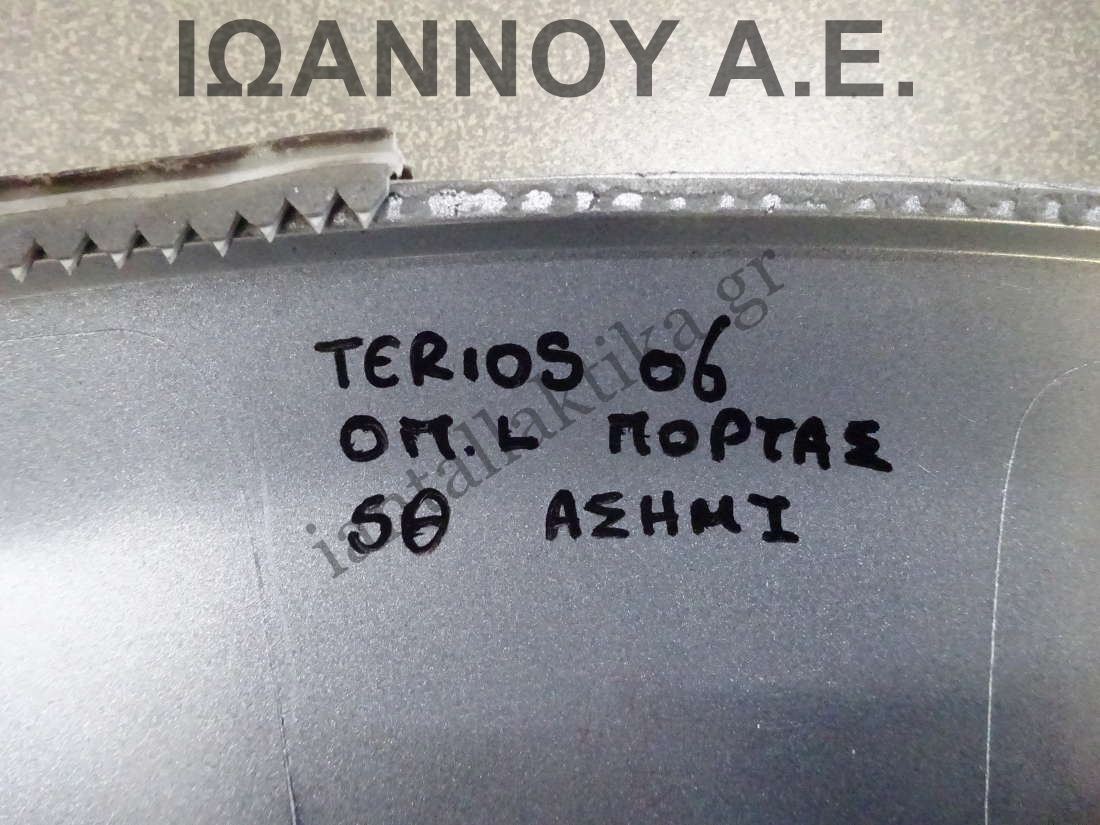 ΙΩΑΝΝΟΥ Α.Ε.
TERIOS 06
ΟΠ.L ΠΟΡΤΑΣ
5Θ ΑΣΗΜΙ
iantallaktika.gr